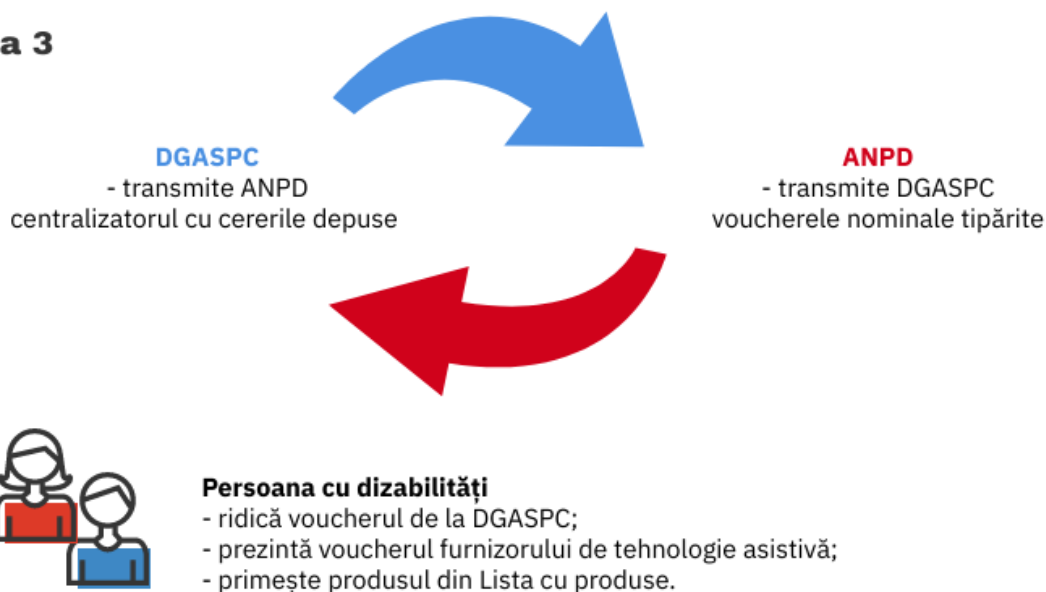 a 3
DGASPC
- transmite ANPD
centralizatorul cu cererile depuse
ANPD
- transmite DGASPC
voucherele nominale tipărite
Persoana cu dizabilități
- ridică voucherul de la DGASPC;
- prezintă voucherul furnizorului de tehnologie asistivă;
- primește produsul din Lista cu produse.